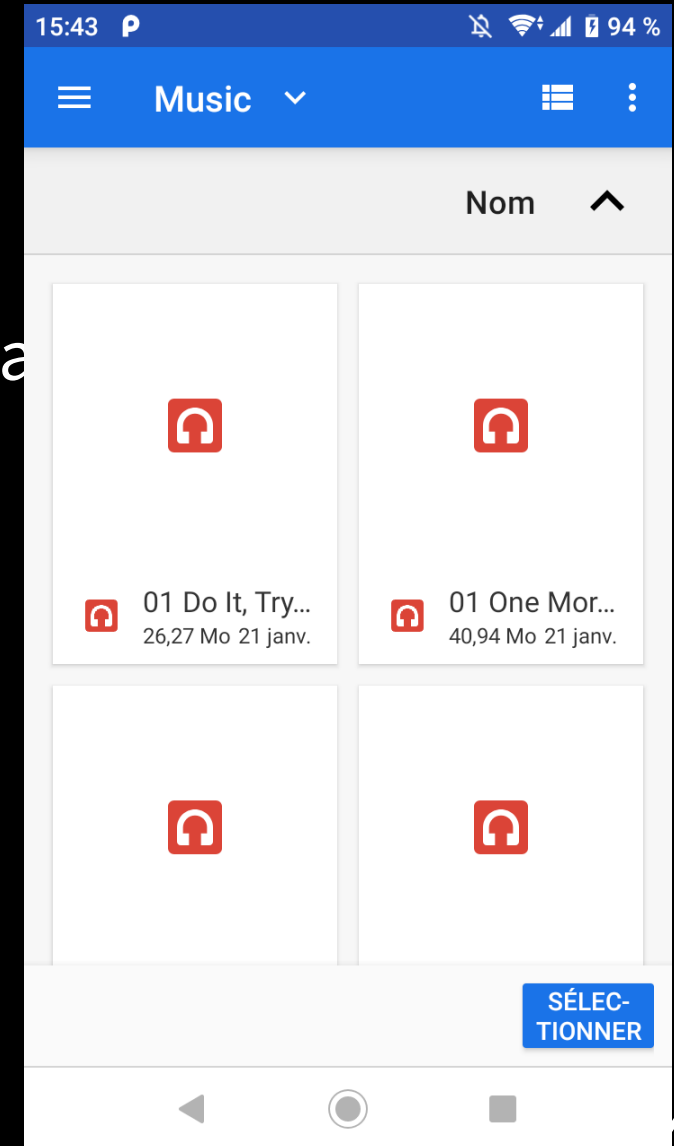 15:43 94 %
Music
Nom
a
01 Do It, Try...
26,27 Mo 21 janv.
01 One Mor...
40,94 Mo 21 janv.
SÉLEC-
TIONNER